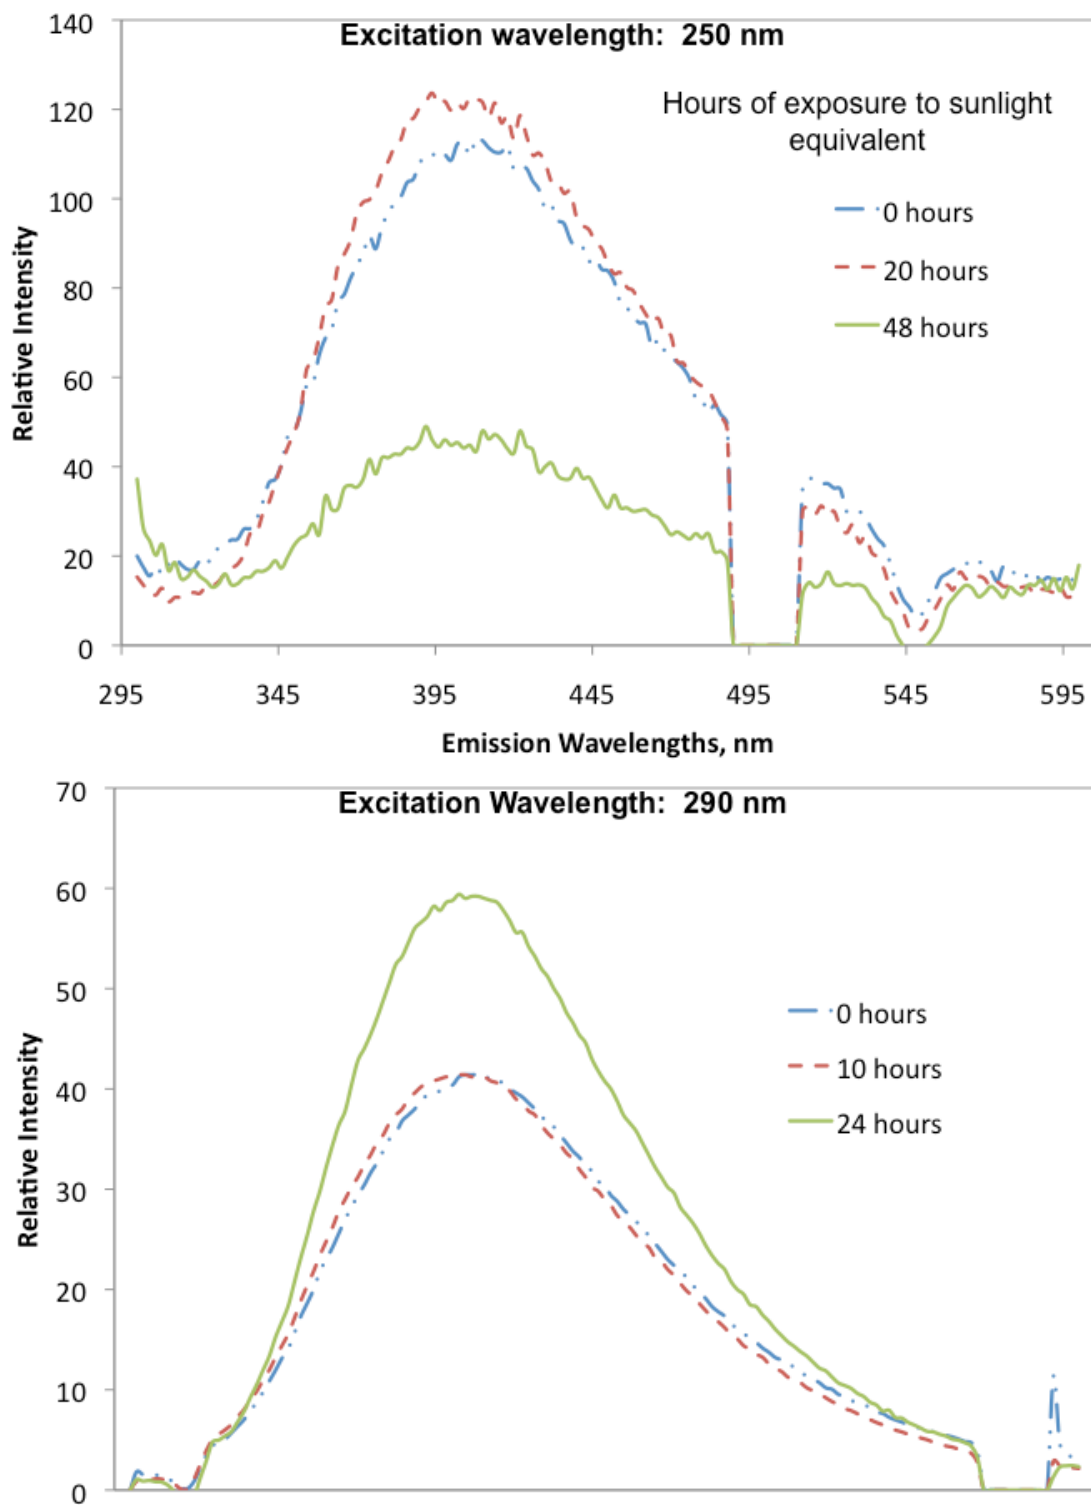 Excitation wavelength: 250 nm
Hours of exposure to sunlight
equivalent
0 hours
20 hours
48 hours
Relative Intensity
140
120
100
80
60
40
20
0
295 345 395 445 495 545 595
Emission Wavelengths, nm
Excitation Wavelength: 290 nm
0 hours
10 hours
24 hours
Relative Intensity
70
60
50
40
30
20
10
0